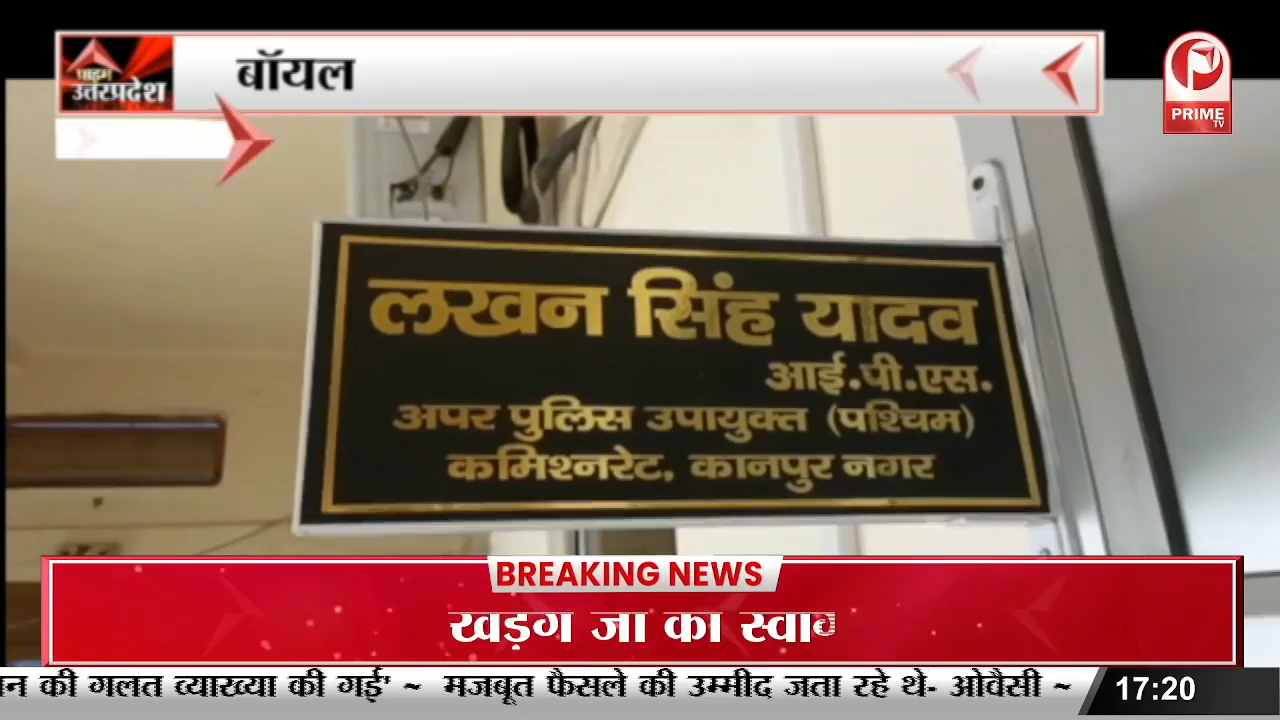 प्राइम
उत्तरप्रदेश
बॉयल
PRIME
TV
लखन सिंह यादव
आई.पी.एस.
अपर पुलिस उपायुक्त (पश्चिम)
कमिश्नरेट, कानपुर नगर
BREAKING NEWS
का
की गलत व्याख्या की गई' ~ मजबूत फैसले की उम्मीद जता रहे थे- ओवैसी ~
17:20